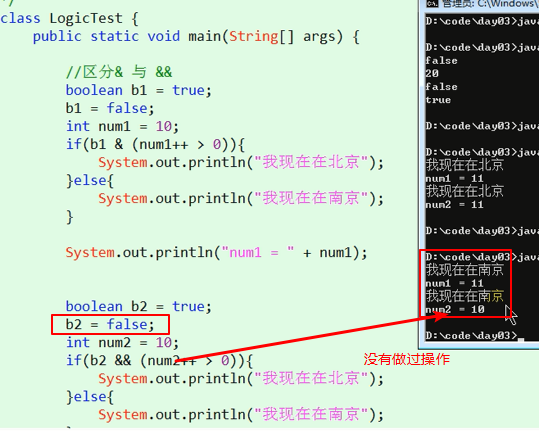 */
class LogicTest {
public static void main(String[] args) {
//区分& 与 &&
boolean b1 = true;
b1 = false;
int num1 = 10;
if(b1 & (num1++ > 0)){
System.out.println("我现在在北京");
}else{
System.out.println("我现在在南京");
}
System.out.println("num1 = " + num1);
boolean b2 = true;
b2 = false;
int num2 = 10;
if(b2 && (num2++ > 0)){
System.out.println("我现在在北京");
}else{
System.out.println("我现在在南京");
管理员: C:\Windows\
D:\code\day03>java
D:\code\day03>java
false
20
false
true
D:\code\day03>java
D:\code\day03>java
我现在在北京
num1 = 11
我现在在北京
num2 = 11
D:\code\day03>java
D:\code\day03>java
我现在在南京
num1 = 11
我现在在南京
num2 = 10
D:\code\day03>
没有做过操作